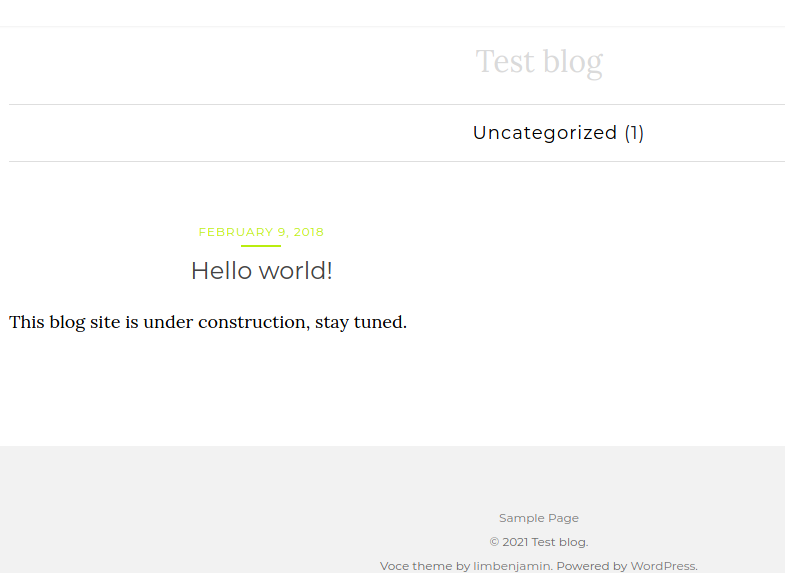 Test blog
Uncategorized (1)
FEBRUARY 9, 2018
Hello world!
This blog site is under construction, stay tuned.
Sample Page
© 2021 Test blog.
Voce theme by limbenjamin. Powered by WordPress.